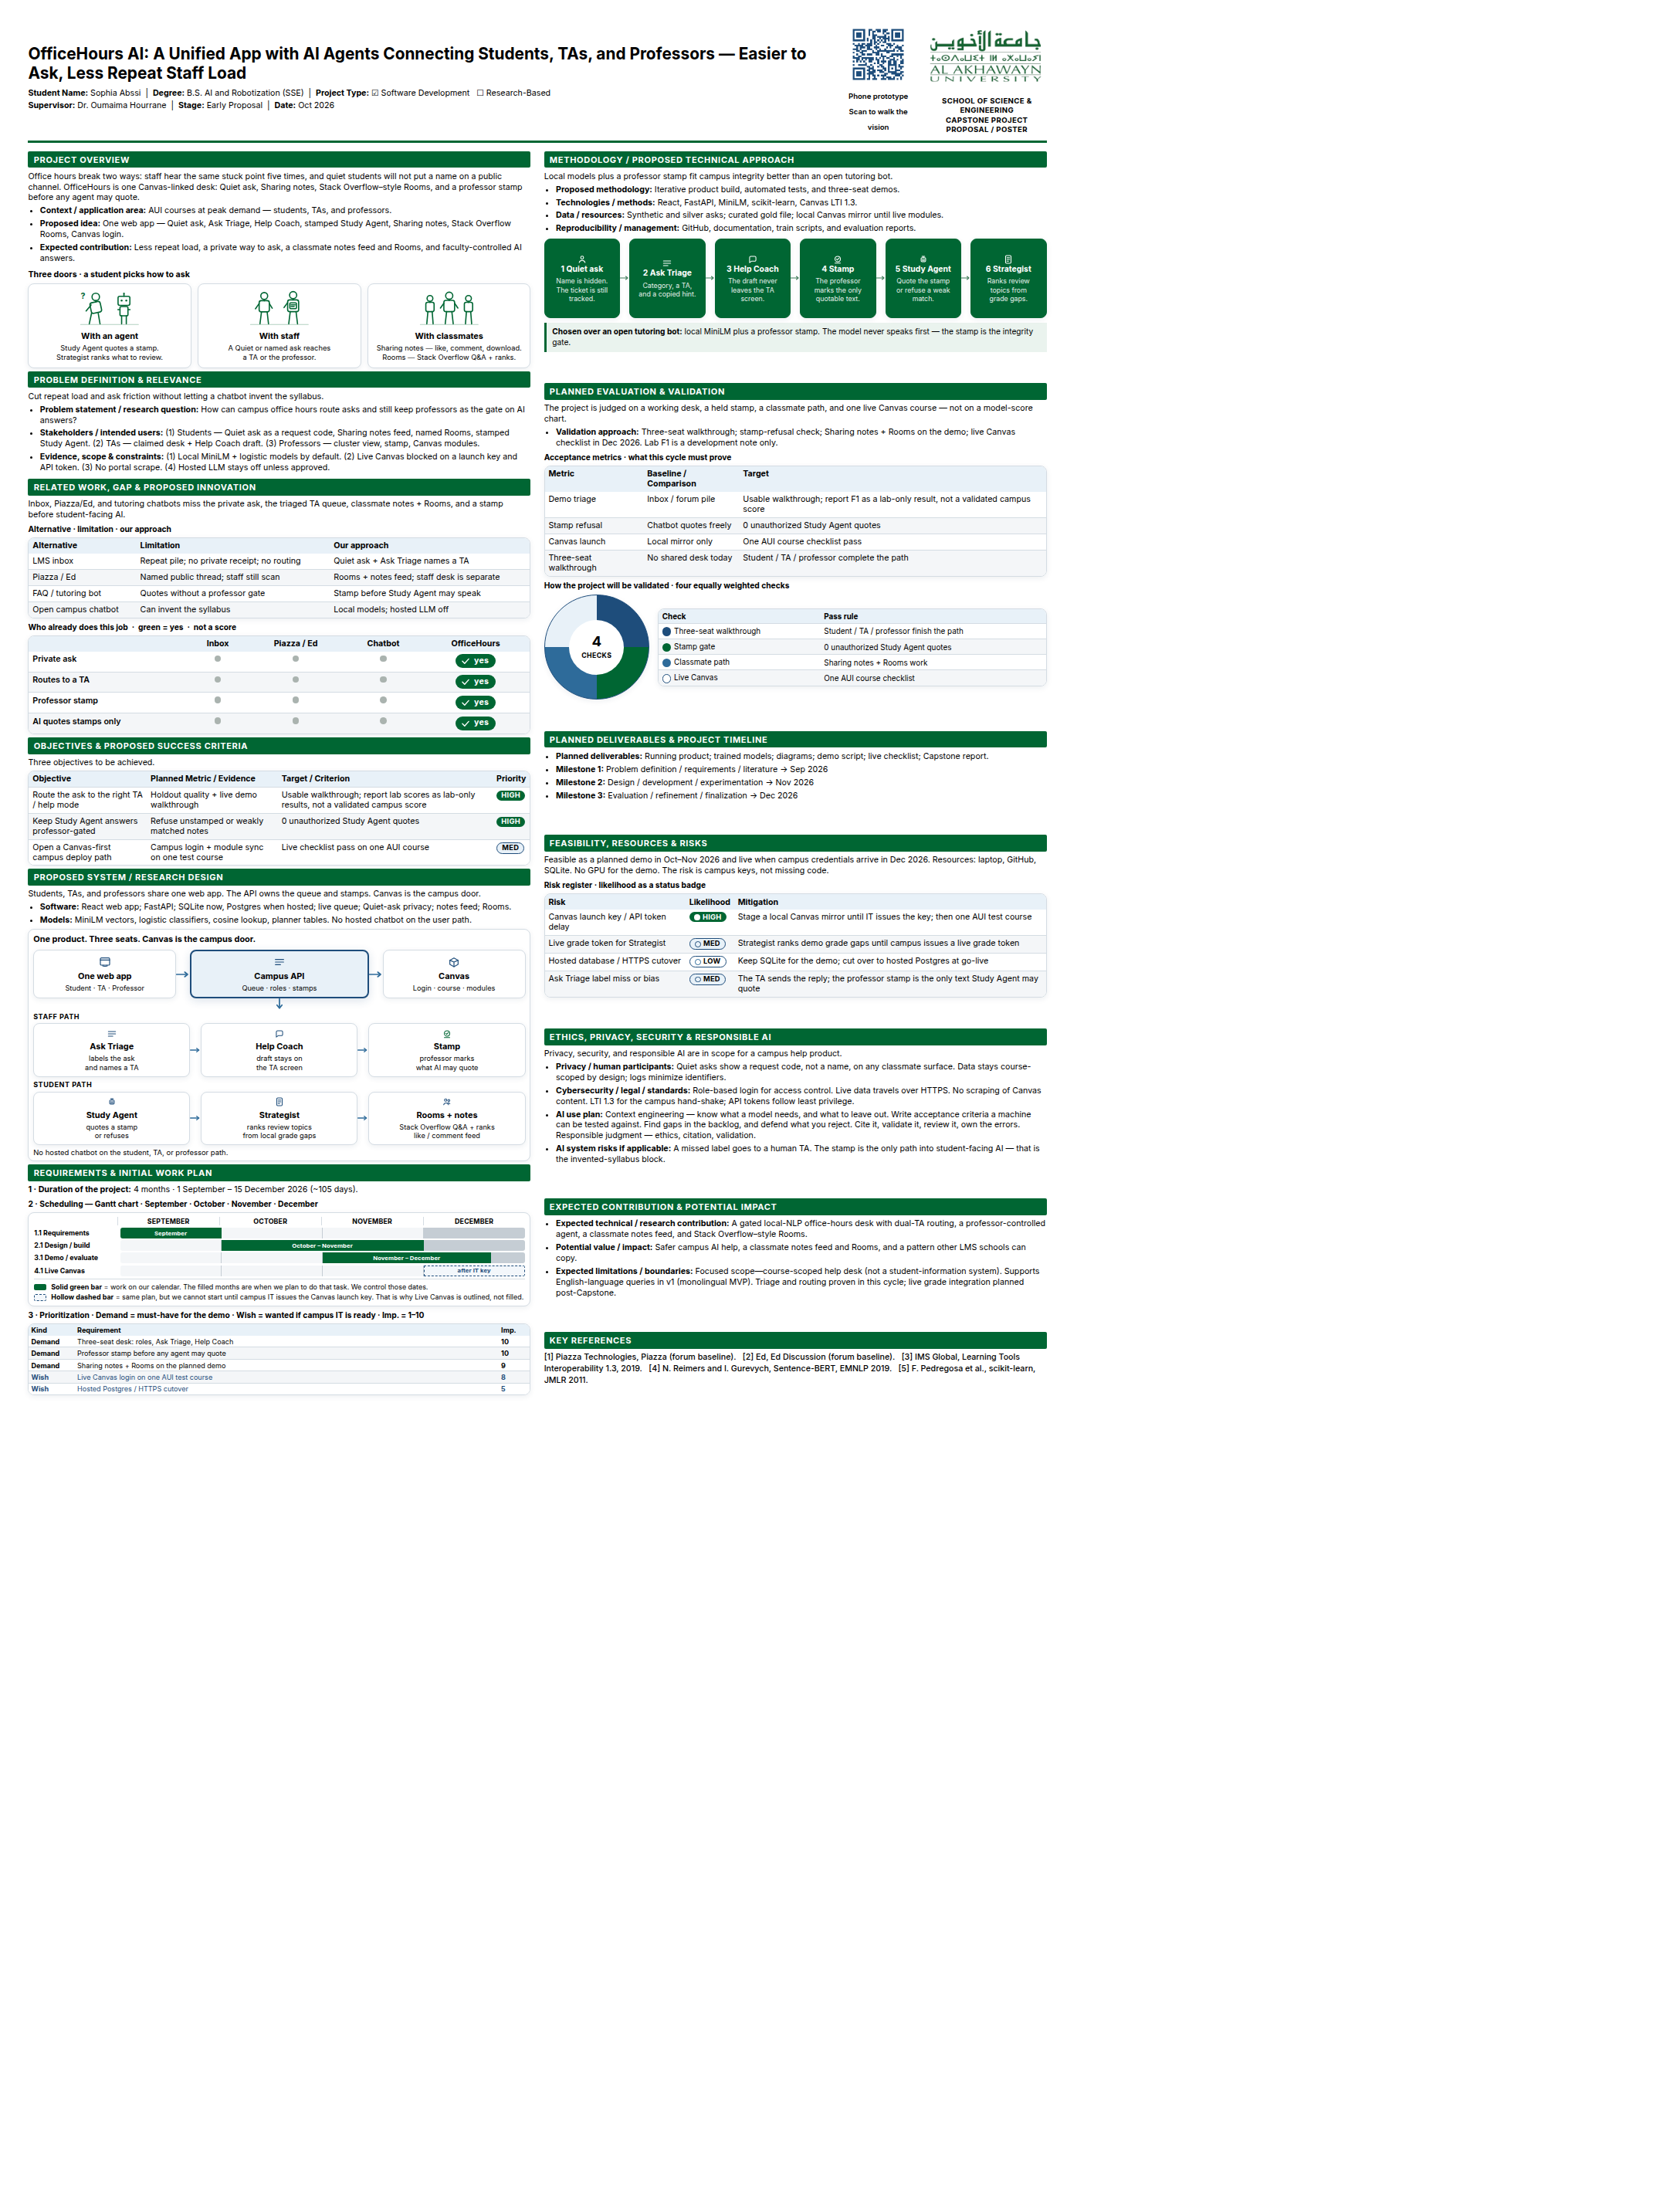 OfficeHours AI: A Unified App with AI Agents Connecting Students, TAs, and Professors — Easier to
Ask, Less Repeat Staff Load
Student Name: Sophia Abssi | Degree: B.S. AI and Robotization (SSE) | Project Type: ☑ Software Development ☐ Research-Based
Supervisor: Dr. Oumaima Hourrane | Stage: Early Proposal | Date: Oct 2026
Phone prototype
Scan to walk the
vision
جامعة الأخوين
AL AKHAWAYN
UNIVERSITY
SCHOOL OF SCIENCE &
ENGINEERING
CAPSTONE PROJECT
PROPOSAL / POSTER
PROJECT OVERVIEW
Office hours break two ways: staff hear the same stuck point five times, and quiet students will not put a name on a public
channel. OfficeHours is one Canvas-linked desk: Quiet ask, Sharing notes, Stack Overflow–style Rooms, and a professor stamp
before any agent may quote.
• Context / application area: AUI courses at peak demand — students, TAs, and professors.
• Proposed idea: One web app — Quiet ask, Ask Triage, Help Coach, stamped Study Agent, Sharing notes, Stack Overflow
Rooms, Canvas login.
• Expected contribution: Less repeat load, a private way to ask, a classmate notes feed and Rooms, and faculty-controlled AI
answers.
Three doors · a student picks how to ask
?
With an agent
Study Agent quotes a stamp.
Strategist ranks what to review.
With staff
A Quiet or named ask reaches
a TA or the professor.
With classmates
Sharing notes — like, comment, download.
Rooms — Stack Overflow Q&A + ranks.
PROBLEM DEFINITION & RELEVANCE
Cut repeat load and ask friction without letting a chatbot invent the syllabus.
• Problem statement / research question: How can campus office hours route asks and still keep professors as the gate on AI
answers?
• Stakeholders / intended users: (1) Students — Quiet ask as a request code, Sharing notes feed, named Rooms, stamped
Study Agent. (2) TAs — claimed desk + Help Coach draft. (3) Professors — cluster view, stamp, Canvas modules.
• Evidence, scope & constraints: (1) Local MiniLM + logistic models by default. (2) Live Canvas blocked on a launch key and
API token. (3) No portal scrape. (4) Hosted LLM stays off unless approved.
RELATED WORK, GAP & PROPOSED INNOVATION
Inbox, Piazza/Ed, and tutoring chatbots miss the private ask, the triaged TA queue, classmate notes + Rooms, and a stamp
before student-facing AI.
Alternative · limitation · our approach
Alternative Limitation Our approach
LMS inbox Repeat pile; no private receipt; no routing Quiet ask + Ask Triage names a TA
Piazza / Ed Named public thread; staff still scan Rooms + notes feed; staff desk is separate
FAQ / tutoring bot Quotes without a professor gate Stamp before Study Agent may speak
Open campus chatbot Can invent the syllabus Local models; hosted LLM off
Who already does this job · green = yes · not a score
Inbox Piazza / Ed Chatbot OfficeHours
Private ask yes
Routes to a TA yes
Professor stamp yes
AI quotes stamps only yes
OBJECTIVES & PROPOSED SUCCESS CRITERIA
Three objectives to be achieved.
Objective Planned Metric / Evidence Target / Criterion Priority
Route the ask to the right TA Holdout quality + live demo Usable walkthrough; report lab scores as lab-only HIGH
/ help mode walkthrough results, not a validated campus score
Keep Study Agent answers Refuse unstamped or weakly 0 unauthorized Study Agent quotes HIGH
professor-gated matched notes
Open a Canvas-first Campus login + module sync Live checklist pass on one AUI course MED
campus deploy path on one test course
PROPOSED SYSTEM / RESEARCH DESIGN
Students, TAs, and professors share one web app. The API owns the queue and stamps. Canvas is the campus door.
• Software: React web app; FastAPI; SQLite now, Postgres when hosted; live queue; Quiet-ask privacy; notes feed; Rooms.
• Models: MiniLM vectors, logistic classifiers, cosine lookup, planner tables. No hosted chatbot on the user path.
One product. Three seats. Canvas is the campus door.
One web app
Student · TA · Professor
Campus API
Queue · roles · stamps
Canvas
Login · course · modules
STAFF PATH
Ask Triage
labels the ask
and names a TA
Help Coach
draft stays on
the TA screen
Stamp
professor marks
what AI may quote
STUDENT PATH
Study Agent
quotes a stamp
or refuses
Strategist
ranks review topics
from local grade gaps
Rooms + notes
Stack Overflow Q&A + ranks
like / comment feed
No hosted chatbot on the student, TA, or professor path.
REQUIREMENTS & INITIAL WORK PLAN
1 · Duration of the project: 4 months · 1 September – 15 December 2026 (~105 days).
2 · Scheduling — Gantt chart · September · October · November · December
SEPTEMBER OCTOBER NOVEMBER DECEMBER
1.1 Requirements September
2.1 Design / build October – November
3.1 Demo / evaluate November – December
4.1 Live Canvas after IT key
Solid green bar = work on our calendar. The filled months are when we plan to do that task. We control those dates.
Hollow dashed bar = same plan, but we cannot start until campus IT issues the Canvas launch key. That is why Live Canvas is outlined, not filled.
3 · Prioritization · Demand = must-have for the demo · Wish = wanted if campus IT is ready · Imp. = 1–10
Kind Requirement Imp.
Demand Three-seat desk: roles, Ask Triage, Help Coach 10
Demand Professor stamp before any agent may quote 10
Demand Sharing notes + Rooms on the planned demo 9
Wish Live Canvas login on one AUI test course 8
Wish Hosted Postgres / HTTPS cutover 5
METHODOLOGY / PROPOSED TECHNICAL APPROACH
Local models plus a professor stamp fit campus integrity better than an open tutoring bot.
• Proposed methodology: Iterative product build, automated tests, and three-seat demos.
• Technologies / methods: React, FastAPI, MiniLM, scikit-learn, Canvas LTI 1.3.
• Data / resources: Synthetic and silver asks; curated gold file; local Canvas mirror until live modules.
• Reproducibility / management: GitHub, documentation, train scripts, and evaluation reports.
1 Quiet ask
Name is hidden.
The ticket is still
tracked.
2 Ask Triage
Category, a TA,
and a copied hint.
3 Help Coach
The draft never
leaves the TA
screen.
4 Stamp
The professor
marks the only
quotable text.
5 Study Agent
Quote the stamp
or refuse a weak
match.
6 Strategist
Ranks review
topics from
grade gaps.
Chosen over an open tutoring bot: local MiniLM plus a professor stamp. The model never speaks first — the stamp is the integrity
gate.
PLANNED EVALUATION & VALIDATION
The project is judged on a working desk, a held stamp, a classmate path, and one live Canvas course — not on a model-score
chart.
• Validation approach: Three-seat walkthrough; stamp-refusal check; Sharing notes + Rooms on the demo; live Canvas
checklist in Dec 2026. Lab F1 is a development note only.
Acceptance metrics · what this cycle must prove
Metric Baseline / Target
Comparison
Demo triage Inbox / forum pile Usable walkthrough; report F1 as a lab-only result, not a validated campus
score
Stamp refusal Chatbot quotes freely 0 unauthorized Study Agent quotes
Canvas launch Local mirror only One AUI course checklist pass
Three-seat No shared desk today Student / TA / professor complete the path
walkthrough
How the project will be validated · four equally weighted checks
4
CHECKS
Check Pass rule
Three-seat walkthrough Student / TA / professor finish the path
Stamp gate 0 unauthorized Study Agent quotes
Classmate path Sharing notes + Rooms work
Live Canvas One AUI course checklist
PLANNED DELIVERABLES & PROJECT TIMELINE
• Planned deliverables: Running product; trained models; diagrams; demo script; live checklist; Capstone report.
• Milestone 1: Problem definition / requirements / literature → Sep 2026
• Milestone 2: Design / development / experimentation → Nov 2026
• Milestone 3: Evaluation / refinement / finalization → Dec 2026
FEASIBILITY, RESOURCES & RISKS
Feasible as a planned demo in Oct–Nov 2026 and live when campus credentials arrive in Dec 2026. Resources: laptop, GitHub,
SQLite. No GPU for the demo. The risk is campus keys, not missing code.
Risk register · likelihood as a status badge
Risk Likelihood Mitigation
Canvas launch key / API token HIGH Stage a local Canvas mirror until IT issues the key; then one AUI test course
delay
Live grade token for Strategist MED Strategist ranks demo grade gaps until campus issues a live grade token
Hosted database / HTTPS cutover LOW Keep SQLite for the demo; cut over to hosted Postgres at go-live
Ask Triage label miss or bias MED The TA sends the reply; the professor stamp is the only text Study Agent may
quote
ETHICS, PRIVACY, SECURITY & RESPONSIBLE AI
Privacy, security, and responsible AI are in scope for a campus help product.
• Privacy / human participants: Quiet asks show a request code, not a name, on any classmate surface. Data stays course-
scoped by design; logs minimize identifiers.
• Cybersecurity / legal / standards: Role-based login for access control. Live data travels over HTTPS. No scraping of Canvas
content. LTI 1.3 for the campus hand-shake; API tokens follow least privilege.
• AI use plan: Context engineering — know what a model needs, and what to leave out. Write acceptance criteria a machine
can be tested against. Find gaps in the backlog, and defend what you reject. Cite it, validate it, review it, own the errors.
Responsible judgment — ethics, citation, validation.
• AI system risks if applicable: A missed label goes to a human TA. The stamp is the only path into student-facing AI — that is
the invented-syllabus block.
EXPECTED CONTRIBUTION & POTENTIAL IMPACT
• Expected technical / research contribution: A gated local-NLP office-hours desk with dual-TA routing, a professor-controlled
agent, a classmate notes feed, and Stack Overflow–style Rooms.
• Potential value / impact: Safer campus AI help, a classmate notes feed and Rooms, and a pattern other LMS schools can
copy.
• Expected limitations / boundaries: Focused scope—course-scoped help desk (not a student-information system). Supports
English-language queries in v1 (monolingual MVP). Triage and routing proven in this cycle; live grade integration planned
post-Capstone.
KEY REFERENCES
[1] Piazza Technologies, Piazza (forum baseline). [2] Ed, Ed Discussion (forum baseline). [3] IMS Global, Learning Tools
Interoperability 1.3, 2019. [4] N. Reimers and I. Gurevych, Sentence-BERT, EMNLP 2019. [5] F. Pedregosa et al., scikit-learn,
JMLR 2011.